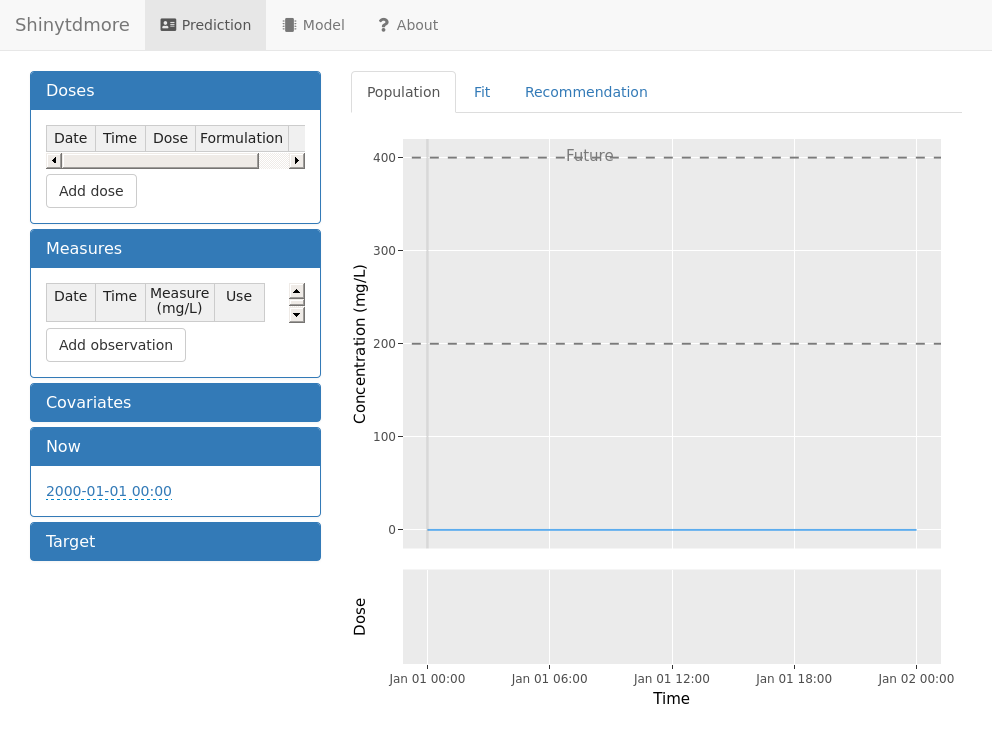 Shinytdmore
Prediction
Model
About
Doses
Date Time Dose Formulation
Add dose
Measures
Date Time Measure (mg/L) Use
Add observation
Covariates
Now
2000-01-01 00:00
Target
Population
Fit
Recommendation
Future
400
300
200
100
0
Concentration (mg/L)
Dose
Jan 01 00:00 Jan 01 06:00 Jan 01 12:00 Jan 01 18:00 Jan 02 00:00
Time